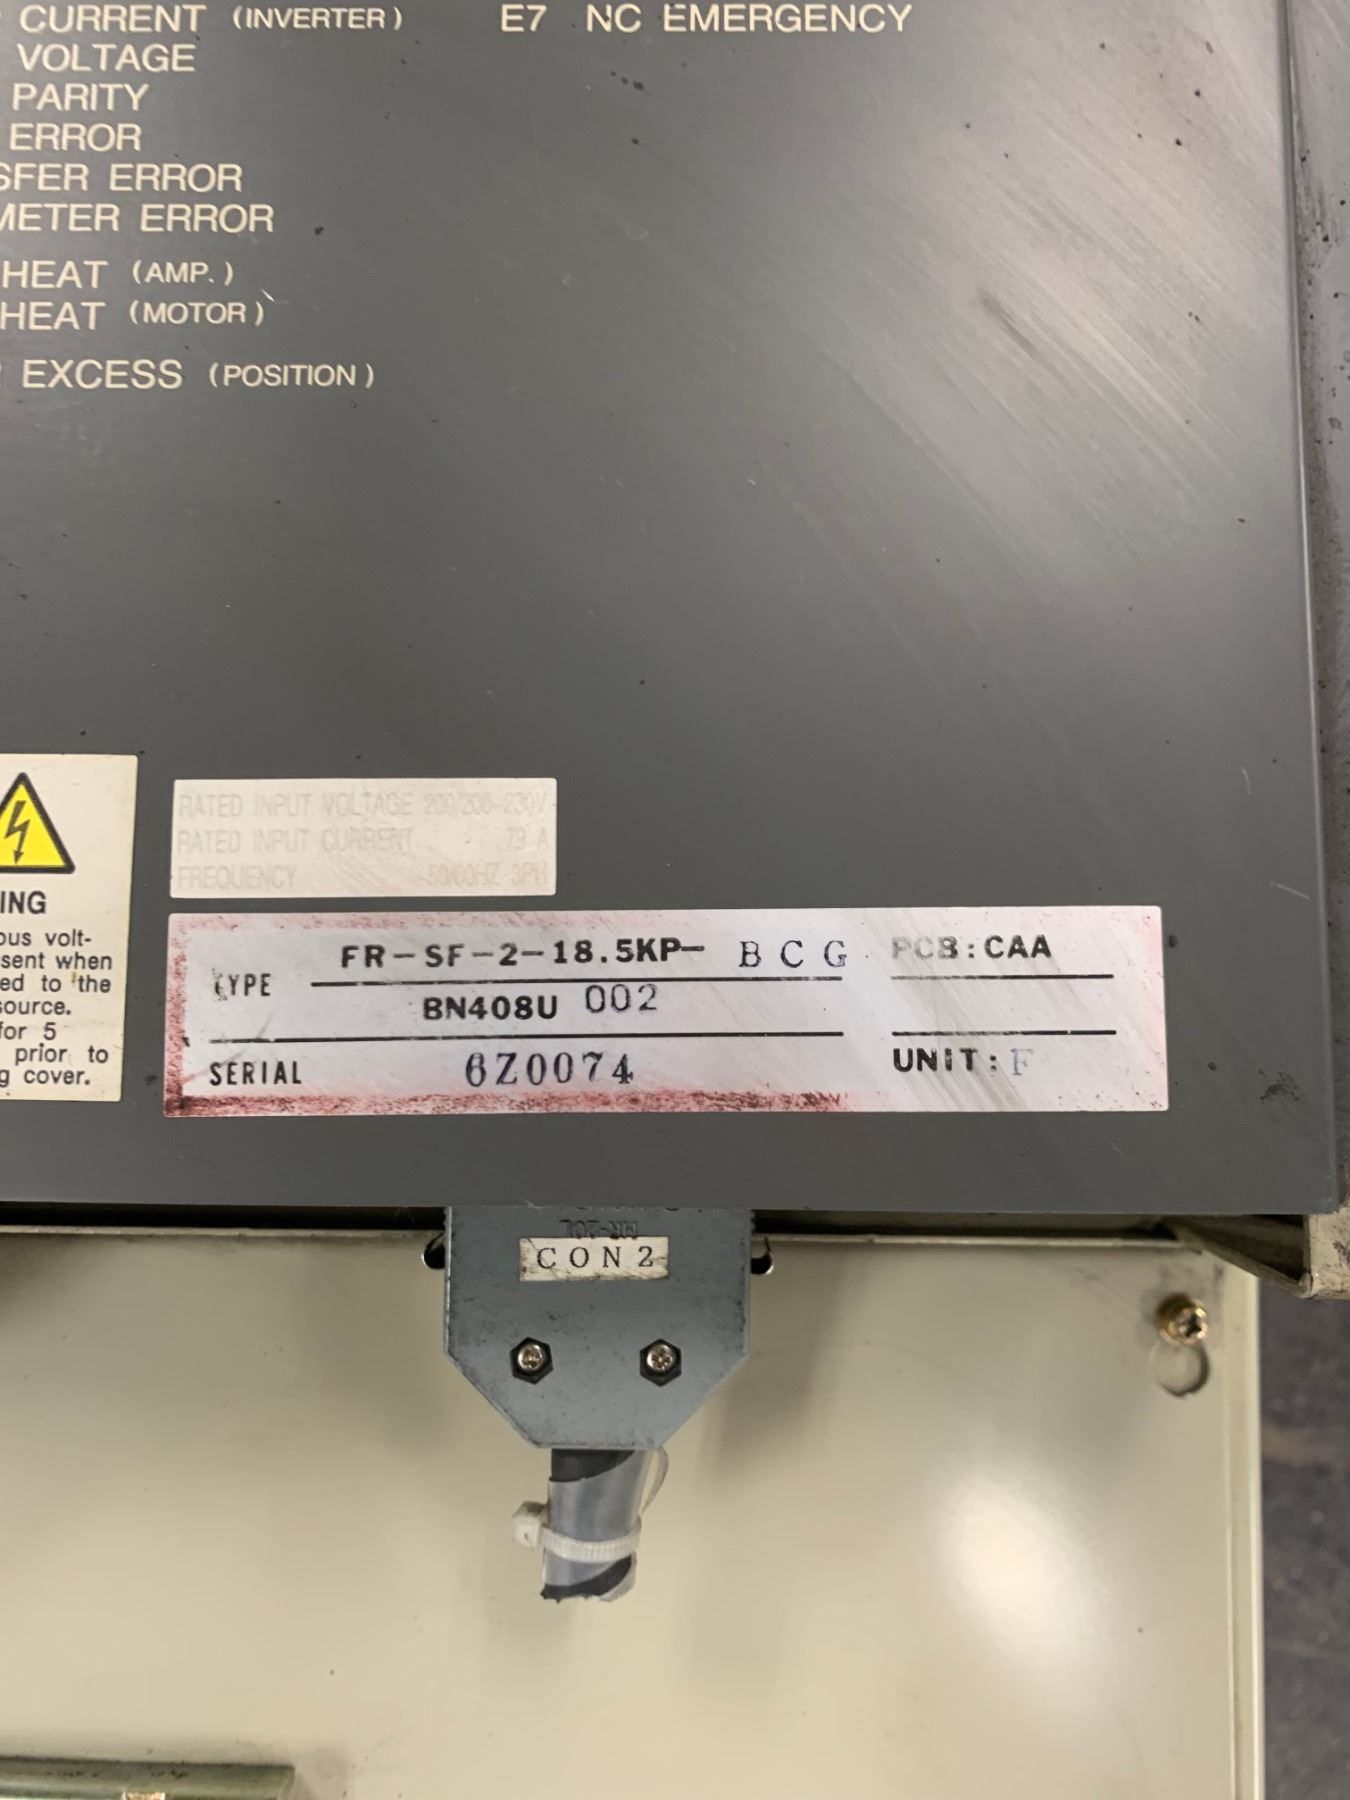 CURRENT (INVERTER) E7 NC EMERGENCY
VOLTAGE
PARITY
ERROR
SFER ERROR
METER ERROR
HEAT (AMP.)
HEAT (MOTOR)
EXCESS (POSITION)
RATED INPUT VOLTAGE 200/200-230V
RATED INPUT CURRENT 79 A
FREQUENCY 50/60HZ 3PH
ING
ous volt-
sent when
ed to the
source.
for 5
prior to
g cover.
TYPE FR-SF-2-18.5KP- BCG PCB:CAA
BN408U 002
SERIAL 6Z0074 UNIT:F
MR-20L
CON2